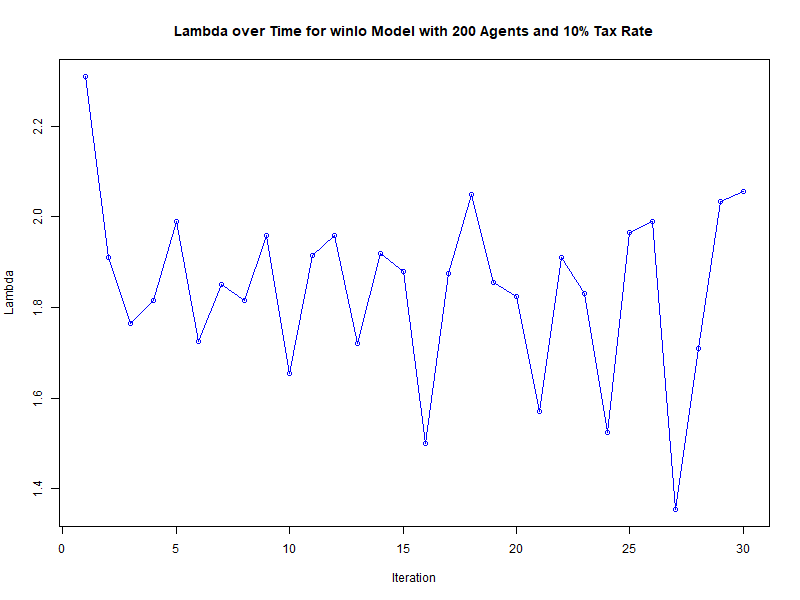 Lambda over Time for winlo Model with 200 Agents and 10% Tax Rate
2.2
2.0
1.8
1.6
1.4
Lambda
0 5 10 15 20 25 30
Iteration